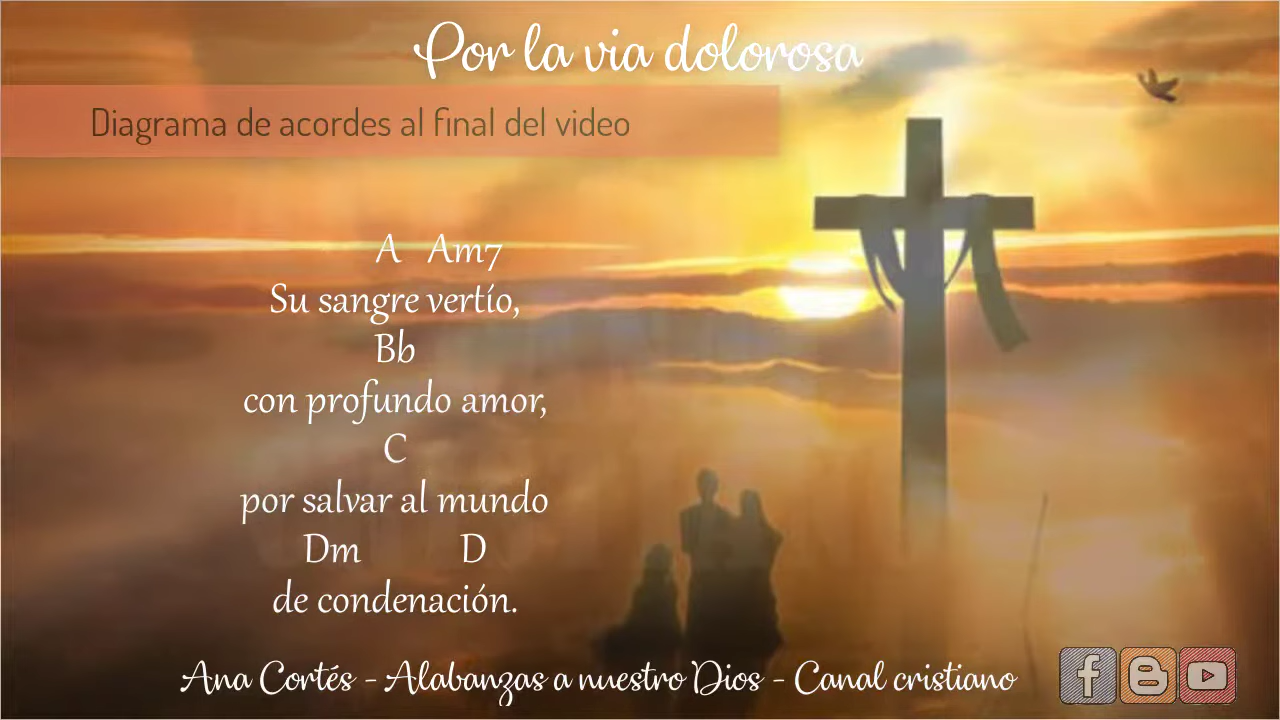 Por la via dolorosa
Diagrama de acordes al final del video
A Am7
Su sangre vertío,
Bb
con profundo amor,
C
por salvar al mundo
Dm D
de condenación.
Ana Cortés - Alabanzas a nuestro Dios - Canal cristiano